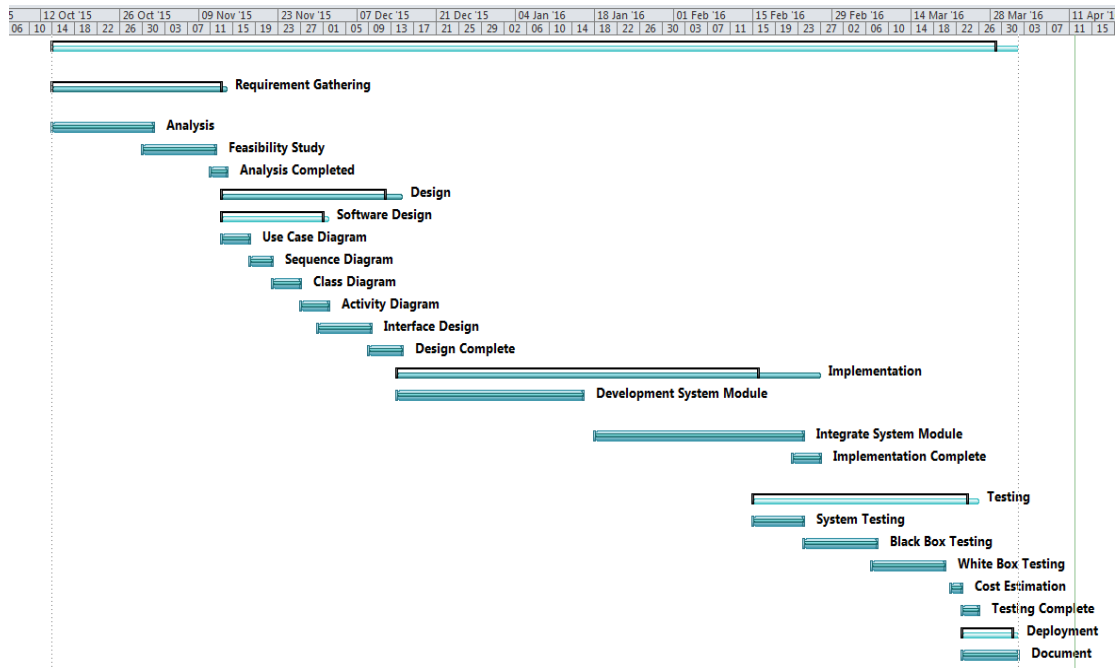 5 12 Oct '15 26 Oct '15 09 Nov '15 23 Nov '15 07 Dec '15 21 Dec '15 04 Jan '16 18 Jan '16 01 Feb '16 15 Feb '16 29 Feb '16 14 Mar '16 28 Mar '16 11 Apr '1
06 10 14 18 22 26 30 03 07 11 15 19 23 27 01 05 09 13 17 21 25 29 02 06 10 14 18 22 26 30 03 07 11 15 19 23 27 02 06 10 14 18 22 26 30 03 07 11 15
Requirement Gathering
Analysis
Feasibility Study
Analysis Completed
Design
Software Design
Use Case Diagram
Sequence Diagram
Class Diagram
Activity Diagram
Interface Design
Design Complete
Implementation
Development System Module
Integrate System Module
Implementation Complete
Testing
System Testing
Black Box Testing
White Box Testing
Cost Estimation
Testing Complete
Deployment
Document